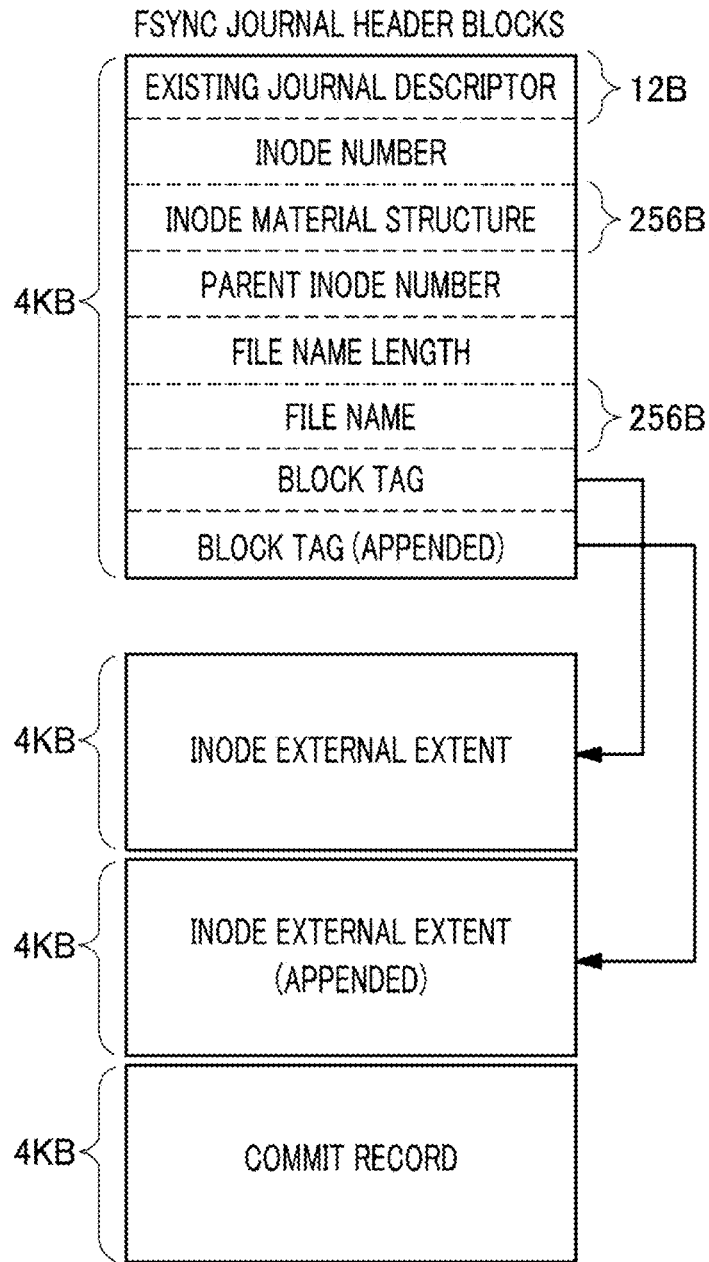 FSYNC JOURNAL HEADER BLOCKS
EXISTING JOURNAL DESCRIPTOR
12B
INODE NUMBER
INODE MATERIAL STRUCTURE
256B
4KB
PARENT INODE NUMBER
FILE NAME LENGTH
FILE NAME
256B
BLOCK TAG
BLOCK TAG (APPENDED)
4KB
INODE EXTERNAL EXTENT
4KB
INODE EXTERNAL EXTENT
(APPENDED)
4KB
COMMIT RECORD